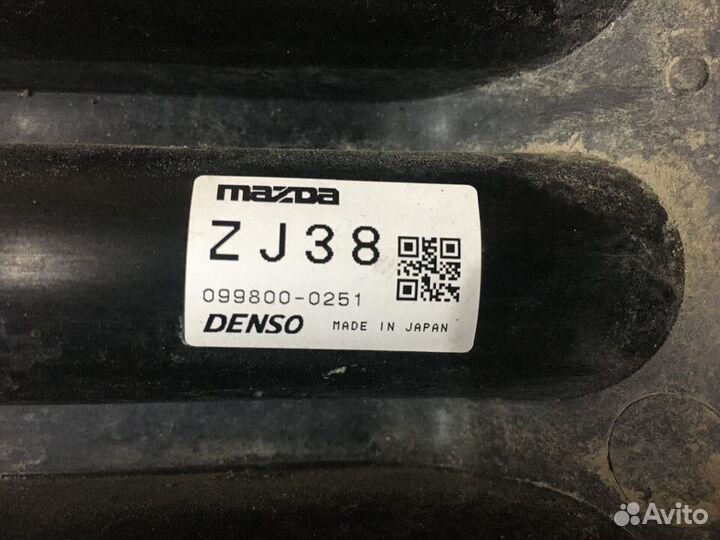 mazda
ZJ38
099800-0251
DENSO MADE IN JAPAN
Avito